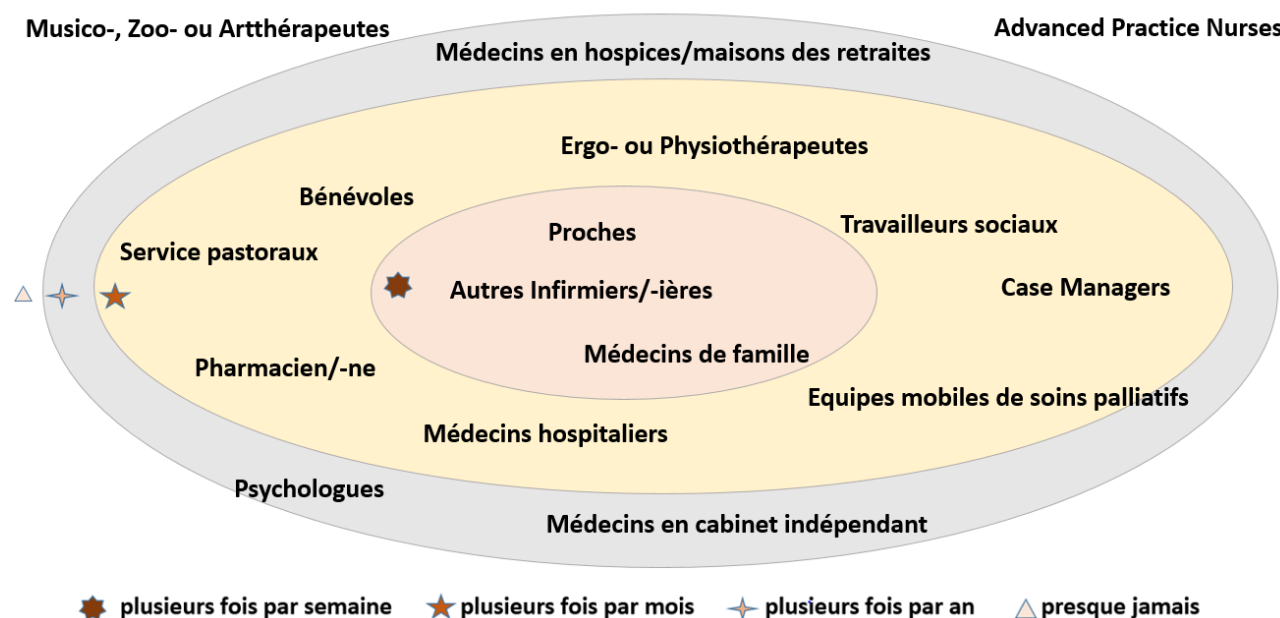 Musico-, Zoo- ou Artthérapeutes
Advanced Practice Nurses
Médecins en hospices/maisons des retraites
Ergo- ou Physiothérapeutes
Bénévoles
Travailleurs sociaux
Proches
Service pastoraux
Autres Infirmiers/-ières
Case Managers
Médecins de famille
Pharmacien/-ne
Equipes mobiles de soins palliatifs
Médecins hospitaliers
Psychologues
Médecins en cabinet indépendant
plusieurs fois par semaine
plusieurs fois par mois
plusieurs fois par an
presque jamais